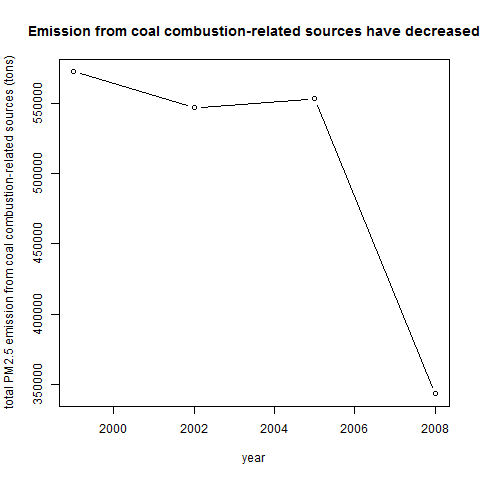 Emission from coal combustion-related sources have decreased
total PM2.5 emission from coal combustion-related sources (tons)
550000
500000
450000
400000
350000
2000 2002 2004 2006 2008
year